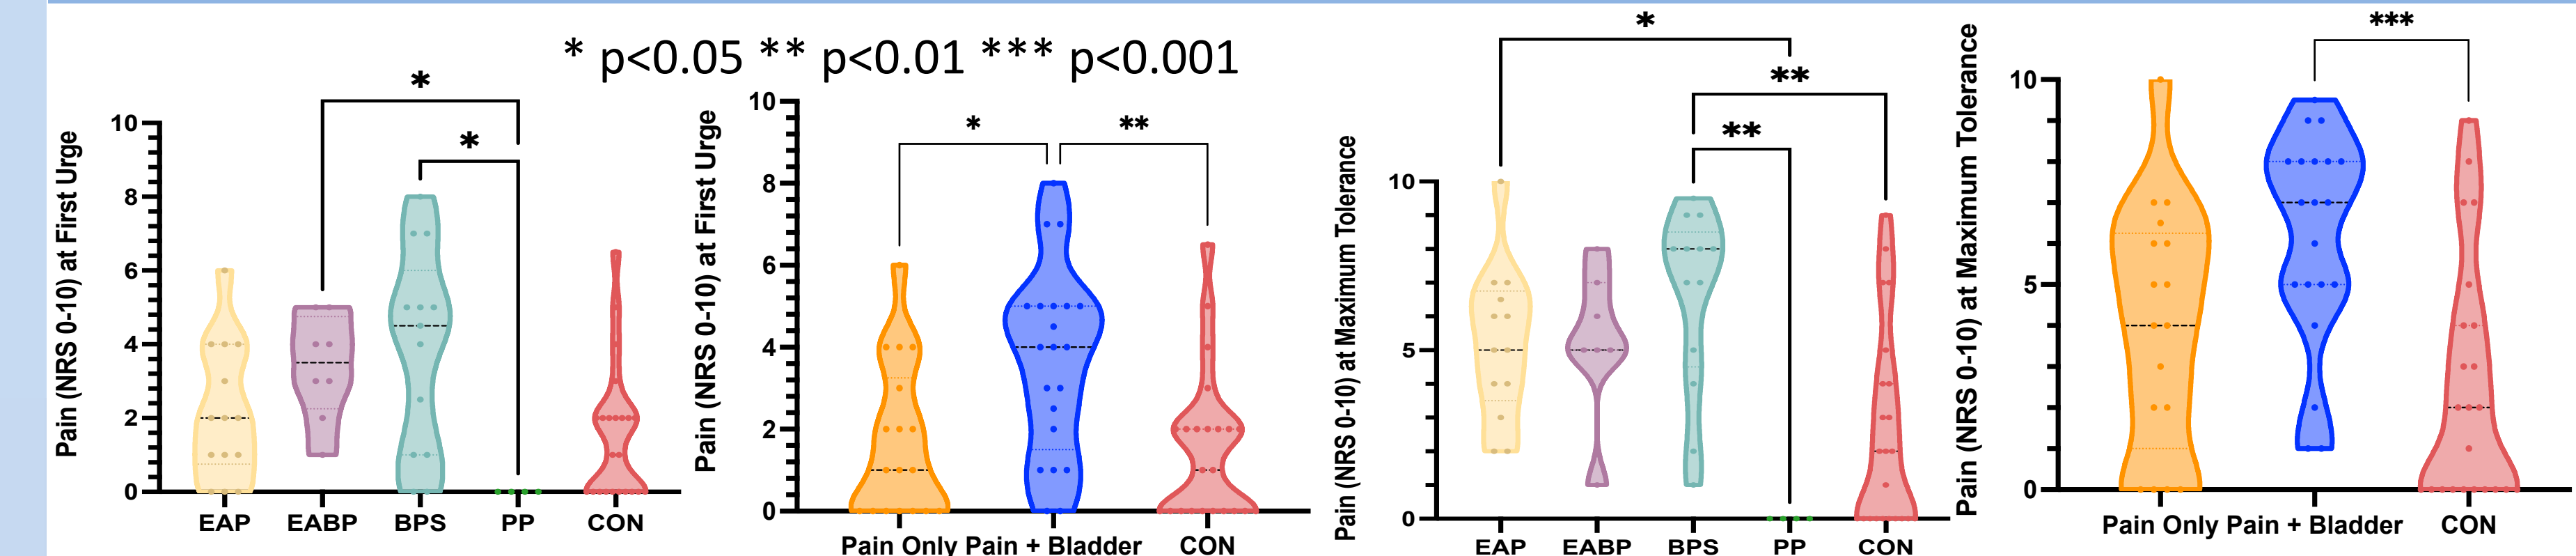 * p<0.05 ** p<0.01 *** p<0.001
Pain (NRS 0-10) at First Urge
10
8
6
4
2
0
*
*
EAP EABP BPS PP CON
Pain (NRS 0-10) at First Urge
10
8
6
4
2
0
* **
Pain Only Pain + Bladder CON
Pain (NRS 0-10) at Maximum Tolerance
10
5
0
*
**
**
EAP EABP BPS PP CON
Pain (NRS 0-10) at Maximum Tolerance
10
5
0
***
Pain Only Pain + Bladder CON